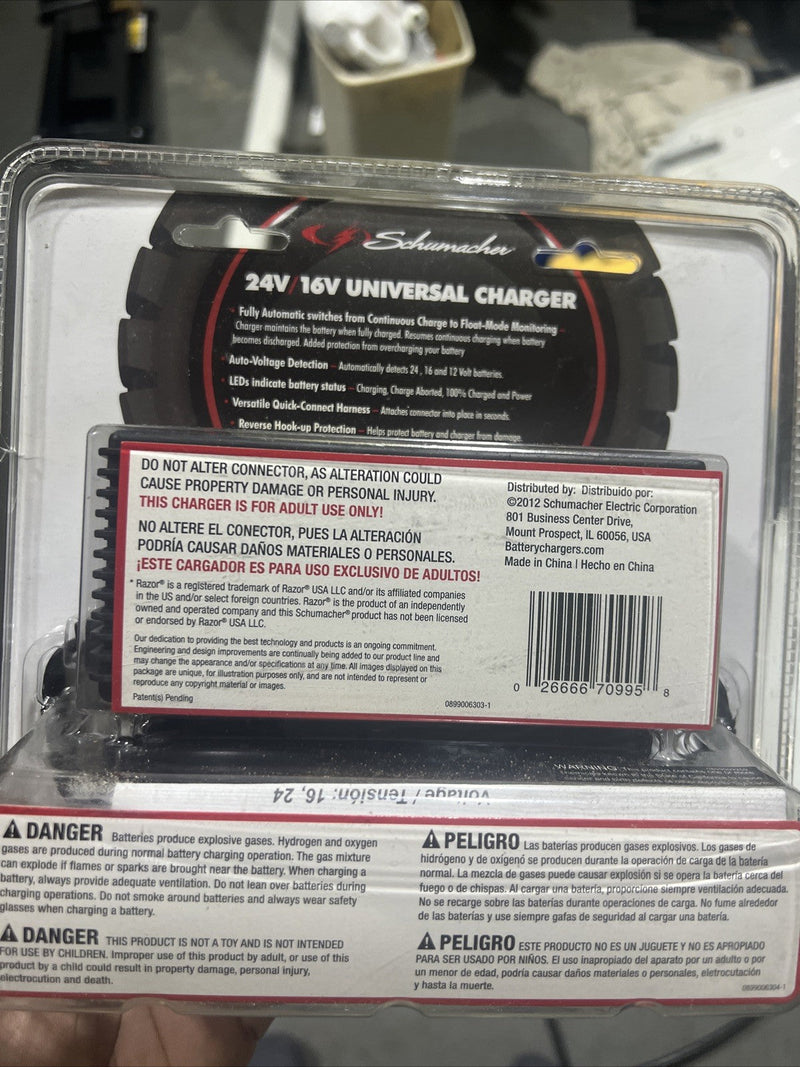 Schumacher
24V/16V UNIVERSAL CHARGER
Fully Automatic switches from Continuous Charge to Float-Mode Monitoring –
Charger maintains the battery when fully charged. Resumes continuous charging when battery
becomes discharged. Added protection from overcharging your battery
Auto-Voltage Detection – Automatically detects 24, 16 and 12 Volt batteries.
LEDs indicate battery status – Charging, Charge Aborted, 100% Charged and Power
Versatile Quick-Connect Harness – Attaches connector into place in seconds.
Reverse Hook-up Protection – Helps protect battery and charger from damage.
DO NOT ALTER CONNECTOR, AS ALTERATION COULD
CAUSE PROPERTY DAMAGE OR PERSONAL INJURY.
THIS CHARGER IS FOR ADULT USE ONLY!
NO ALTERE EL CONECTOR, PUES LA ALTERACIÓN
PODRÍA CAUSAR DAÑOS MATERIALES O PERSONALES.
¡ESTE CARGADOR ES PARA USO EXCLUSIVO DE ADULTOS!
* Razor® is a registered trademark of Razor® USA LLC and/or its affiliated companies
in the US and/or select foreign countries. Razor® is the product of an independently
owned and operated company and this Schumacher® product has not been licensed
or endorsed by Razor® USA LLC.
Our dedication to providing the best technology and products is an ongoing commitment.
Engineering and design improvements are continually being added to our product line and
may change the appearance and/or specifications at any time. All images displayed on this
package are unique, for illustration purposes only, and are not intended to represent or
reproduce any copyright material or images.
Patent(s) Pending
0899006303-1
Distributed by: Distribuido por:
©2012 Schumacher Electric Corporation
801 Business Center Drive,
Mount Prospect, IL 60056, USA
Batterychargers.com
Made in China | Hecho en China
0 26666 70995 8
WARNING:
Voltage / Tensión: 16, 24
DANGER Batteries produce explosive gases. Hydrogen and oxygen
gases are produced during normal battery charging operation. The gas mixture
can explode if flames or sparks are brought near the battery. When charging a
battery, always provide adequate ventilation. Do not lean over batteries during
charging operations. Do not smoke around batteries and always wear safety
glasses when charging a battery.
DANGER THIS PRODUCT IS NOT A TOY AND IS NOT INTENDED
FOR USE BY CHILDREN. Improper use of this product by adult, or use of this
product by a child could result in property damage, personal injury,
electrocution and death.
PELIGRO Las baterías producen gases explosivos. Los gases de
hidrógeno y de oxígenó se producen durante la operación de carga de la batería
normal. La mezcla de gases puede causar explosión si se opera la batería cerca del
fuego o de chispas. Al cargar una batería, proporcione siempre ventilación adecuada.
No se recargue sobre las baterías durante operaciones de carga. No fume alrededor
de las baterías y use siempre gafas de seguridad al cargar una batería.
PELIGRO ESTE PRODUCTO NO ES UN JUGUETE Y NO ES APROPIADO
PARA SER USADO POR NIÑOS. El uso inapropiado del aparato por un adulto o por
un menor de edad, podría causar daños materiales o personales, eletrocutación
y hasta la muerte.
0899006304-1